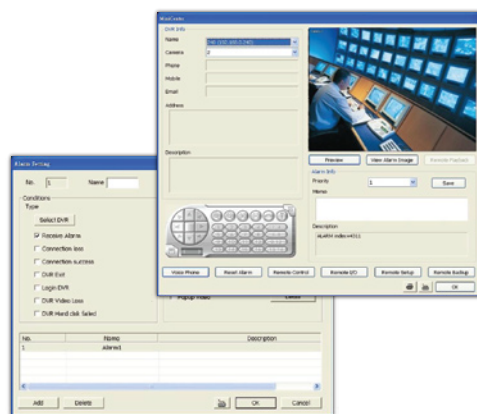 DVR Info
Name
Camera
2
Phone
Mobile
Email
Address
Description
Preview
View Alarm Image
Remote Playback
Alarm Info
Priority
1
Save
Memo
Description
Voice Phone
Reset Alarm
Remote Control
Remote I/O
Remote Setup
Remote Backup
OK
Alarm Setting
No.
1
Name
Conditions
Type
Select DVR
Receive Alarm
Connection loss
Connection success
DVR Exit
Login DVR
DVR Video Loss
DVR Hard disk failed
Popup Video
No.
Name
Description
1
Add
Delete
OK
Cancel